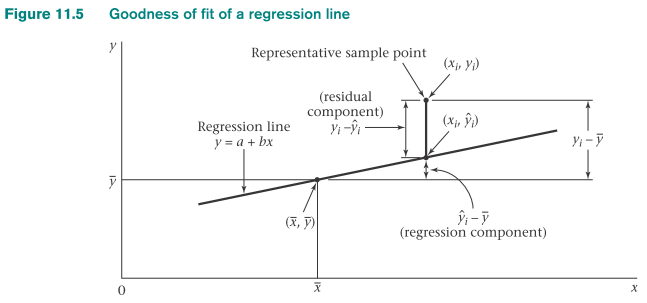 Figure 11.5 Goodness of fit of a regression line
y
Representative sample point
(xᵢ, yᵢ)
(residual
component)
yᵢ –ŷᵢ
(xᵢ, ŷᵢ)
Regression line
y = a + bx
yᵢ – ȳ
ȳ
(x̄, ȳ)
ŷᵢ – ȳ
(regression component)
0
x̄
x